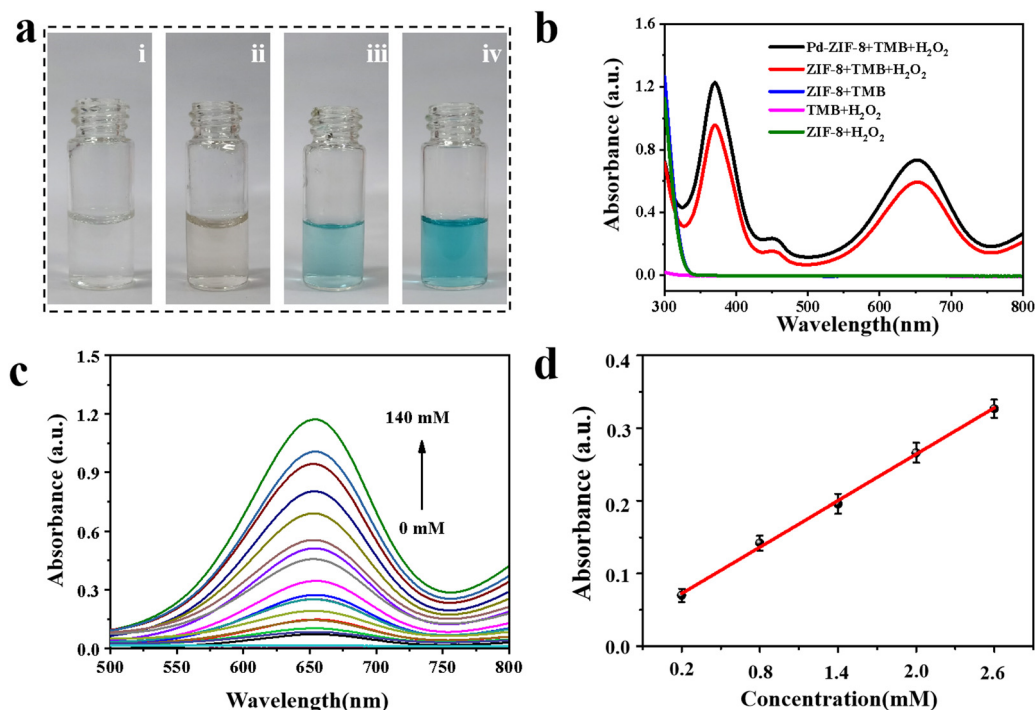 a
i
ii
iii
iv
b
Absorbance (a.u.)
1.6
1.2
0.8
0.4
0.0
Pd-ZIF-8+TMB+H₂O₂
ZIF-8+TMB+H₂O₂
ZIF-8+TMB
TMB+H₂O₂
ZIF-8+H₂O₂
300 400 500 600 700 800
Wavelength(nm)
c
Absorbance (a.u.)
1.5
1.2
0.9
0.6
0.3
0.0
140 mM
0 mM
500 550 600 650 700 750 800
Wavelength(nm)
d
Absorbance (a.u.)
0.4
0.3
0.2
0.1
0.0
0.2 0.8 1.4 2.0 2.6
Concentration(mM)